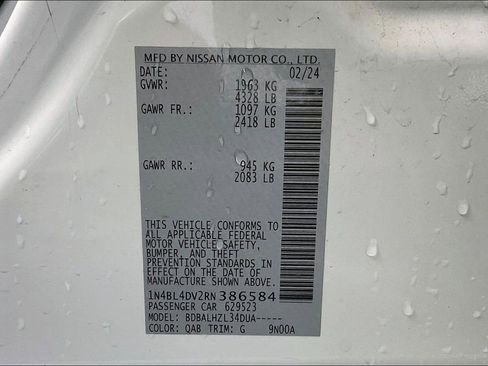 MFD BY NISSAN MOTOR CO., LTD.
DATE: 02/24
GVWR: 1963 KG
4328 LB
GAWR FR.: 1097 KG
2418 LB
GAWR RR.: 945 KG
2083 LB
THIS VEHICLE CONFORMS TO
ALL APPLICABLE FEDERAL
MOTOR VEHICLE SAFETY,
BUMPER, AND THEFT
PREVENTION STANDARDS IN
EFFECT ON THE DATE OF
MANUFACTURE SHOWN ABOVE.
1N4BL4DV2RN386584
PASSENGER CAR 629523
MODEL: BDBALHZL34DUA-----
COLOR: QAB TRIM: G 9N00A